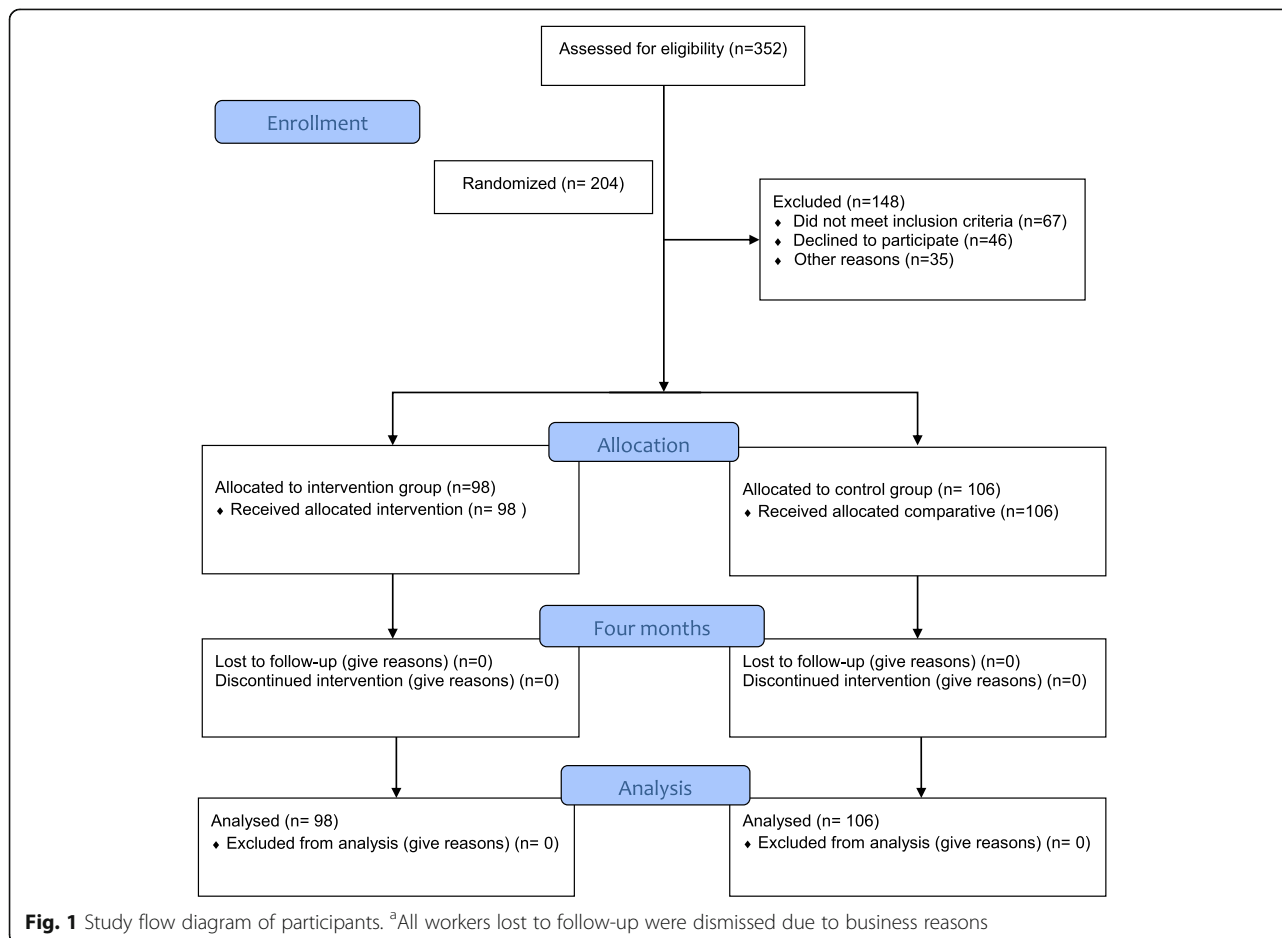 Assessed for eligibility (n=352)
Enrollment
Randomized (n= 204)
Excluded (n=148)
♦ Did not meet inclusion criteria (n=67)
♦ Declined to participate (n=46)
♦ Other reasons (n=35)
Allocation
Allocated to intervention group (n=98)
♦ Received allocated intervention (n= 98 )
Allocated to control group (n= 106)
♦ Received allocated comparative (n=106)
Four months
Lost to follow-up (give reasons) (n=0)
Discontinued intervention (give reasons) (n=0)
Lost to follow-up (give reasons) (n=0)
Discontinued intervention (give reasons) (n=0)
Analysis
Analysed (n= 98)
♦ Excluded from analysis (give reasons) (n= 0)
Analysed (n= 106)
♦ Excluded from analysis (give reasons) (n= 0)
Fig. 1 Study flow diagram of participants. ᵃAll workers lost to follow-up were dismissed due to business reasons